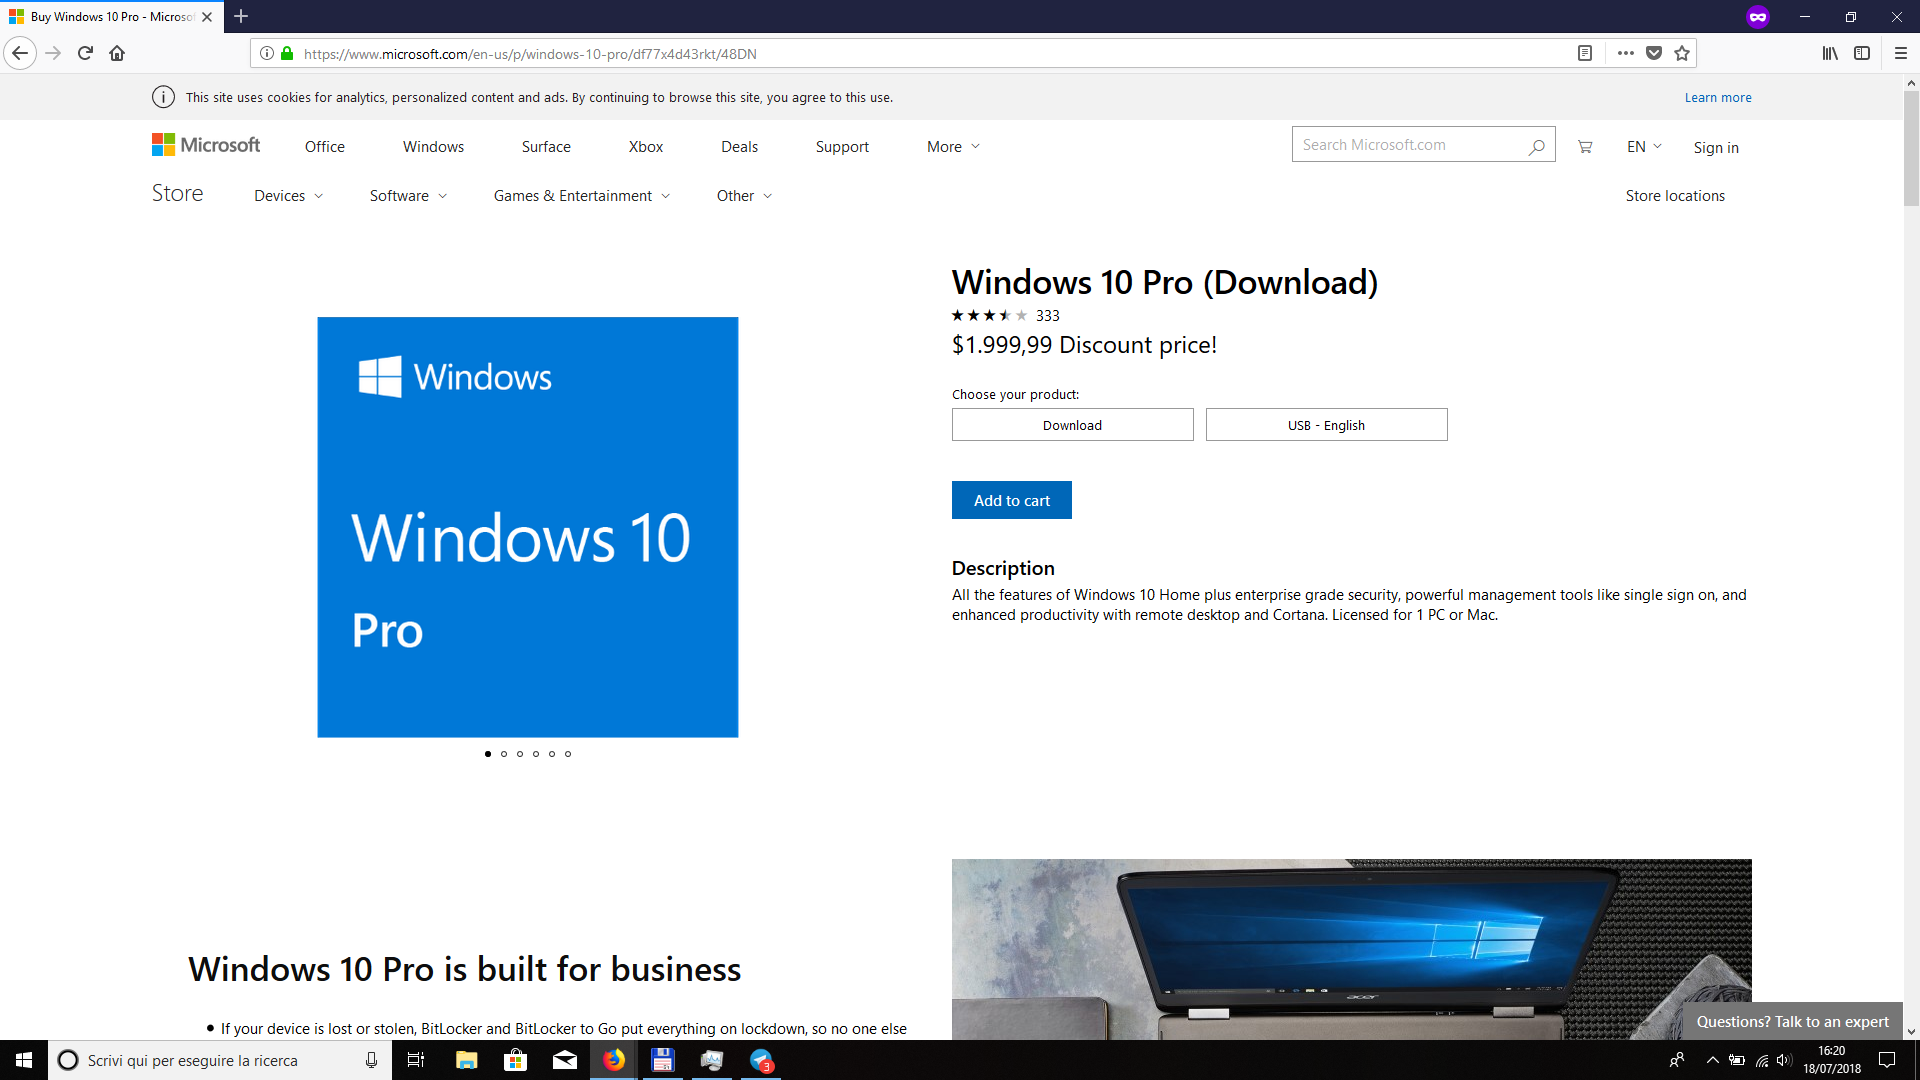 Buy Windows 10 Pro - Microso
https://www.microsoft.com/en-us/p/windows-10-pro/df77x4d43rkt/48DN
This site uses cookies for analytics, personalized content and ads. By continuing to browse this site, you agree to this use.
Learn more
Microsoft
Office
Windows
Surface
Xbox
Deals
Support
More
Search Microsoft.com
EN
Sign in
Store
Devices
Software
Games & Entertainment
Other
Store locations
Windows
Windows 10
Pro
Windows 10 Pro (Download)
333
$1.999,99 Discount price!
Choose your product:
Download
USB - English
Add to cart
Description
All the features of Windows 10 Home plus enterprise grade security, powerful management tools like single sign on, and
enhanced productivity with remote desktop and Cortana. Licensed for 1 PC or Mac.
Windows 10 Pro is built for business
If your device is lost or stolen, BitLocker and BitLocker to Go put everything on lockdown, so no one else
acer
Questions? Talk to an expert
Scrivi qui per eseguire la ricerca
3
16:20
18/07/2018